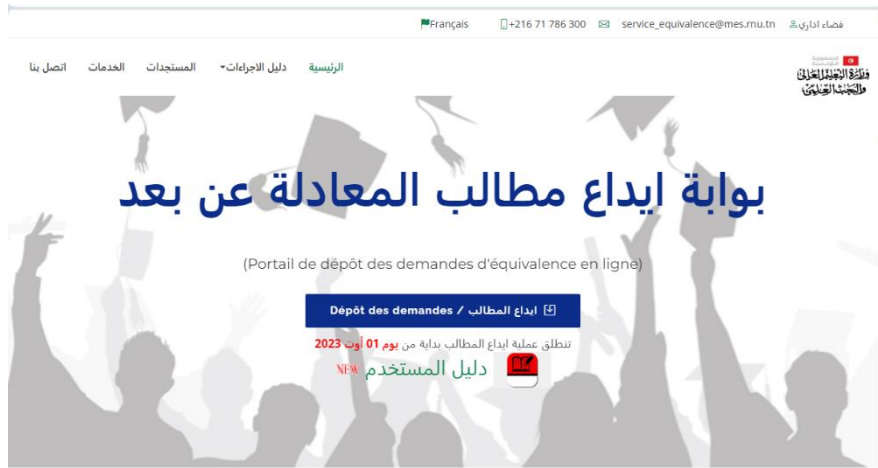 فضاء اداري service_equivalence@mes.rnu.tn +216 71 786 300 Français
الجمهورية التونسية
وزارة التعليم العالي
والبحث العلمي
الرئيسية دليل الاجراءات المستجدات الخدمات اتصل بنا
بوابة ايداع مطالب المعادلة عن بعد
(Portail de dépôt des demandes d'équivalence en ligne)
ايداع المطالب / Dépôt des demandes
تنطلق عملية ايداع المطالب بداية من يوم 01 أوت 2023
دليل المستخدم NEW